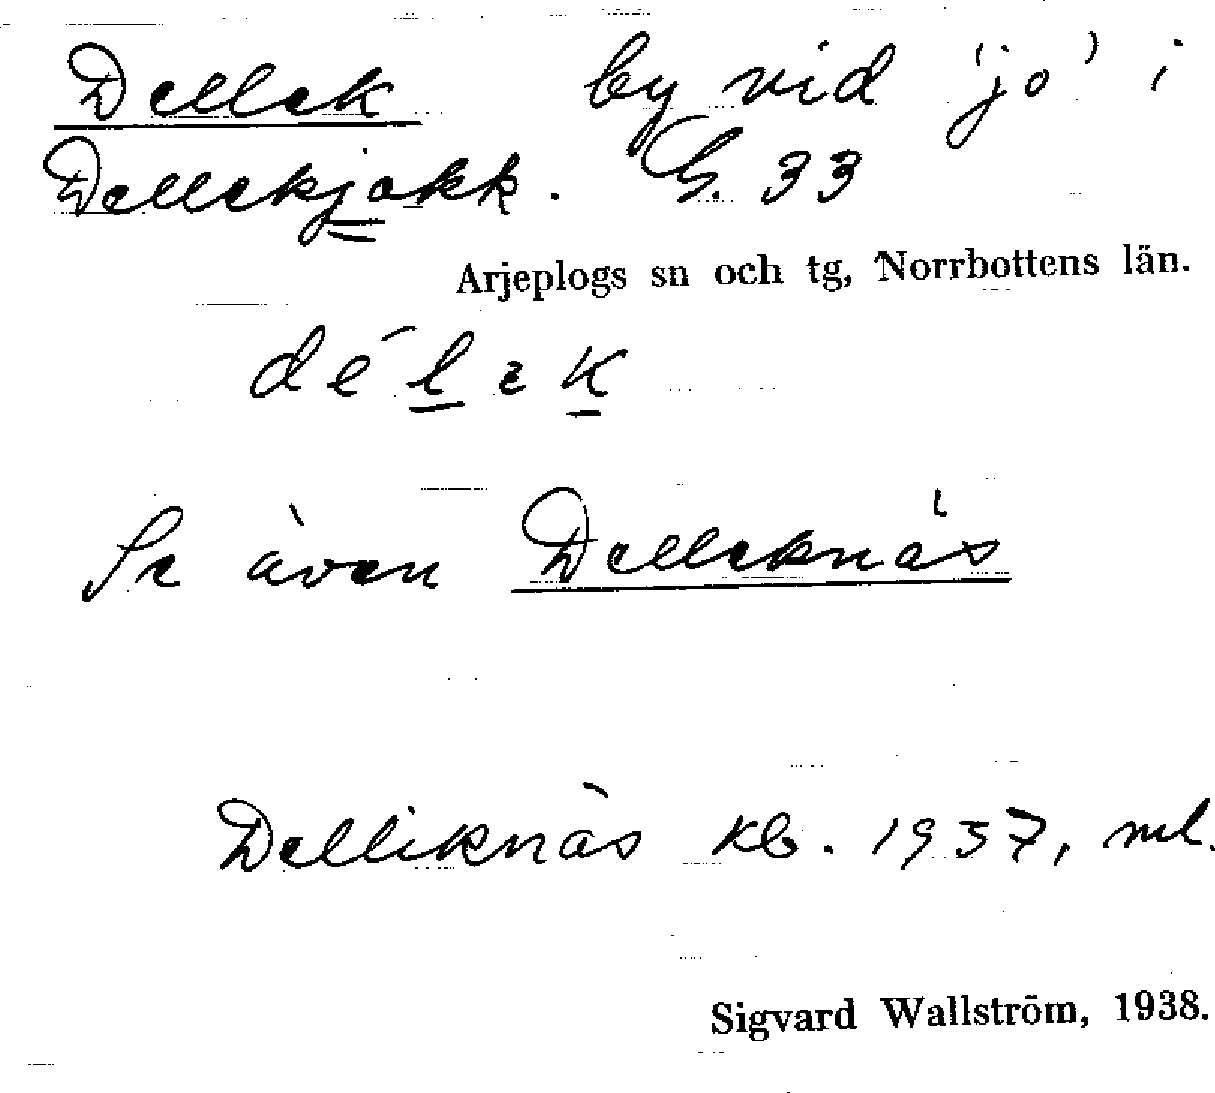 Dellek by vid 'jo' i
Dellekjokk. G. 33
Arjeplogs sn och tg, Norrbottens län.
Se även Delleknäs
Delliknäs kb. 1937, ml.
Sigvard Wallström, 1938.